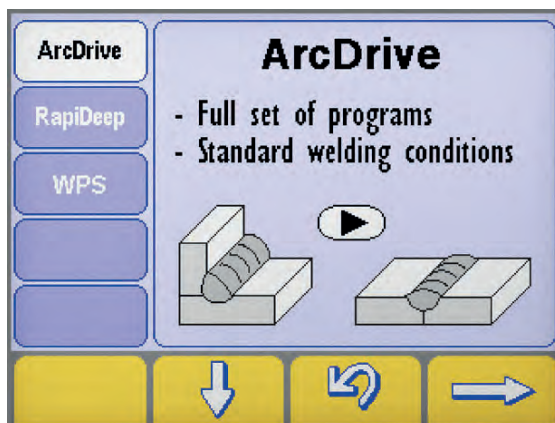 ArcDrive
RapiDeep
WPS
ArcDrive
- Full set of programs
- Standard welding conditions